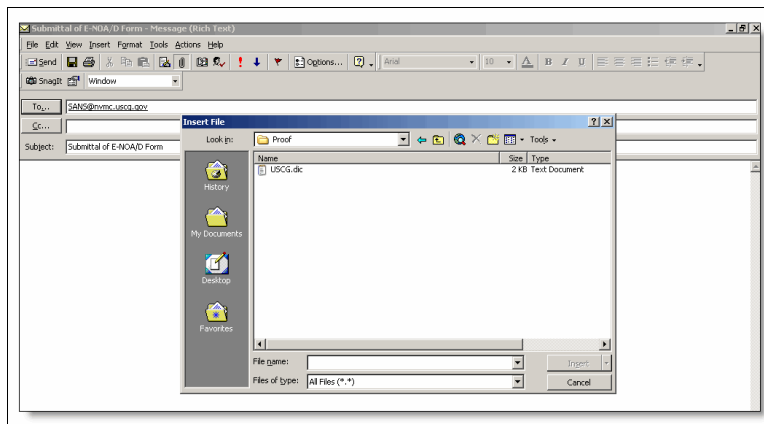 Submittal of E-NOA/D Form - Message (Rich Text)
File Edit View Insert Format Tools Actions Help
Send Options... Arial 10 A B I U
SnagIt Window
To... SANS@nvmc.uscg.gov
Cc...
Subject: Submittal of E-NOA/D Form
Insert File
Look in: Proof Tools
Name Size Type
USCG.dic 2 KB Text Document
History
My Documents
Desktop
Favorites
File name: Insert
Files of type: All Files (*.*) Cancel